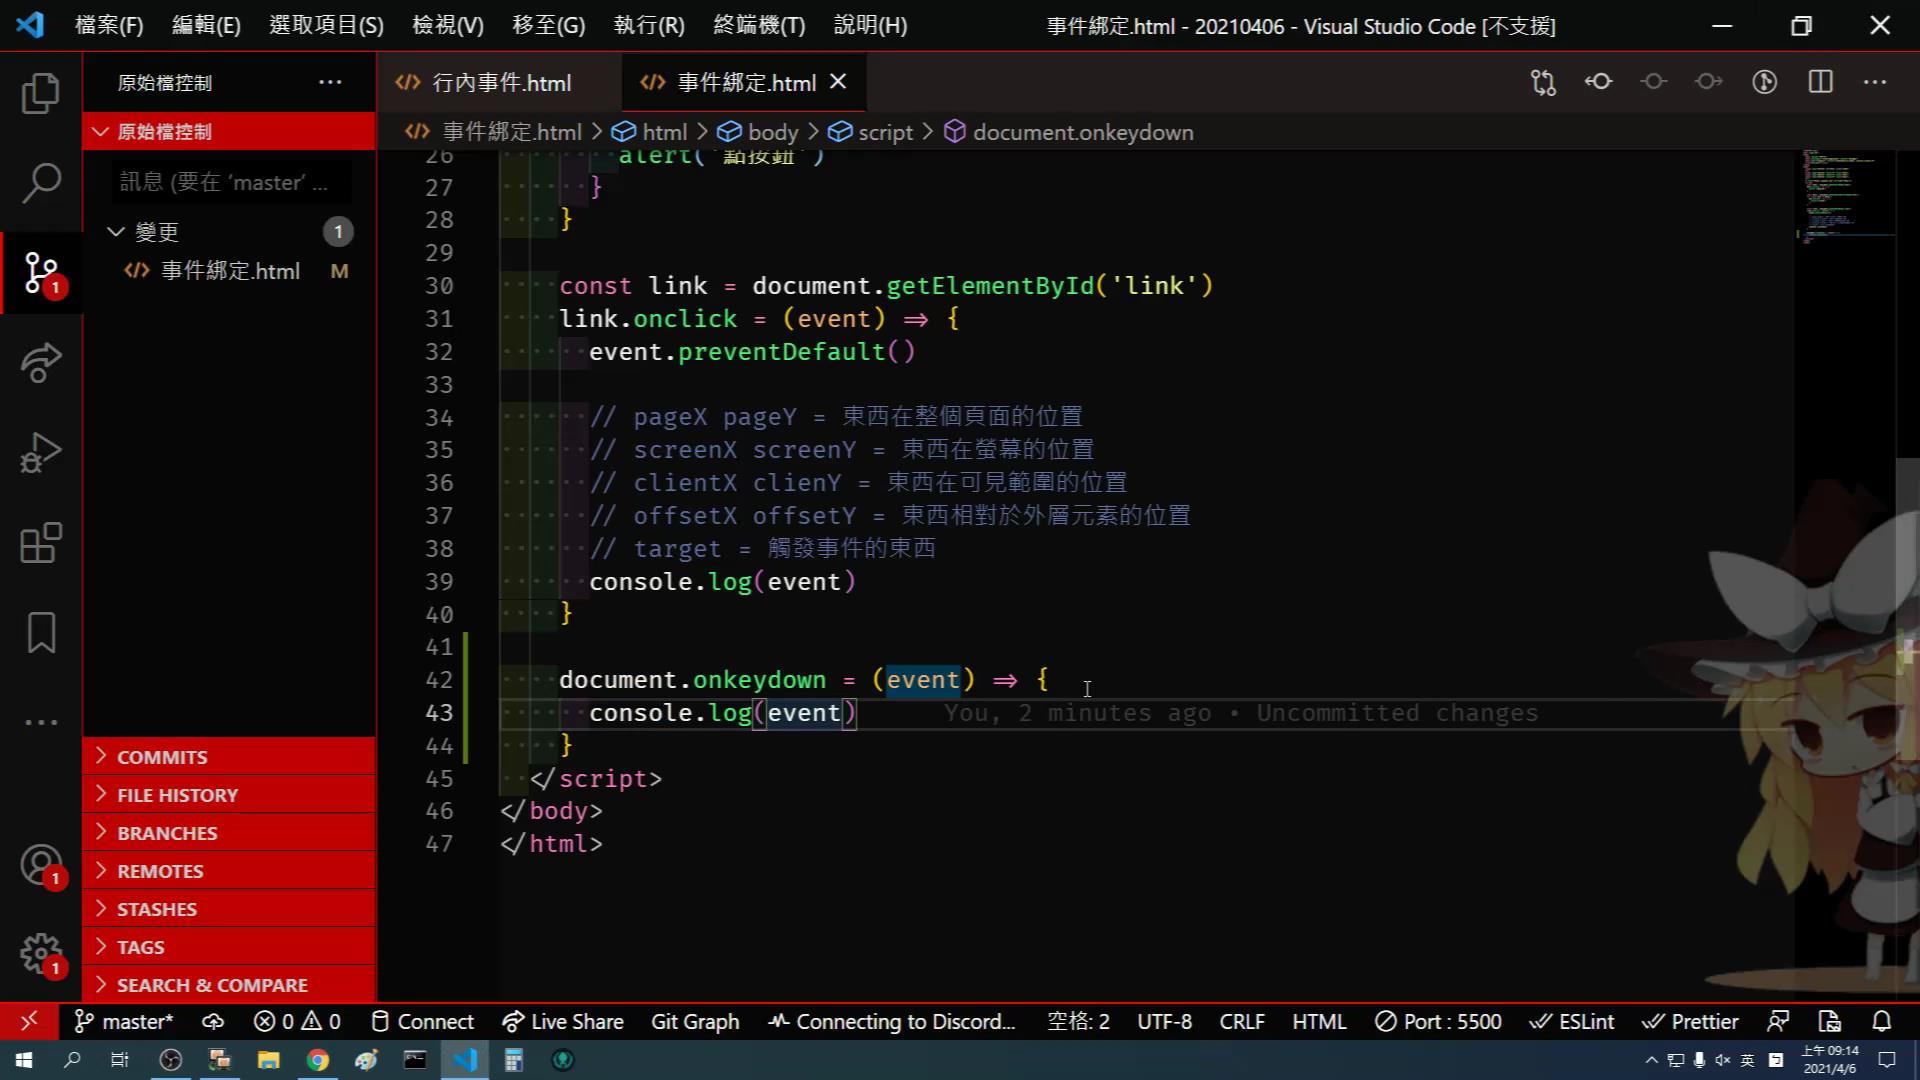 檔案(F) 編輯(E) 選取項目(S) 檢視(V) 移至(G) 執行(R) 終端機(T) 說明(H) 事件綁定.html - 20210406 - Visual Studio Code [不支援]
原始檔控制
行內事件.html
事件綁定.html
事件綁定.html > html > body > script > document.onkeydown
原始檔控制
訊息 (要在 ‘master’ ...
變更 1
事件綁定.html M
COMMITS
FILE HISTORY
BRANCHES
REMOTES
STASHES
TAGS
SEARCH & COMPARE
1
1
1
26 alert('點按鈕')
27 }
28 }
29
30 const link = document.getElementById('link')
31 link.onclick = (event) => {
32 event.preventDefault()
33
34 // pageX pageY = 東西在整個頁面的位置
35 // screenX screenY = 東西在螢幕的位置
36 // clientX clienY = 東西在可見範圍的位置
37 // offsetX offsetY = 東西相對於外層元素的位置
38 // target = 觸發事件的東西
39 console.log(event)
40 }
41
42 document.onkeydown = (event) => {
43 console.log(event) You, 2 minutes ago • Uncommitted changes
44 }
45 </script>
46 </body>
47 </html>
master* 0 0 Connect Live Share Git Graph Connecting to Discord... 空格: 2 UTF-8 CRLF HTML Port : 5500 ESLint Prettier
英 上午 09:14
2021/4/6